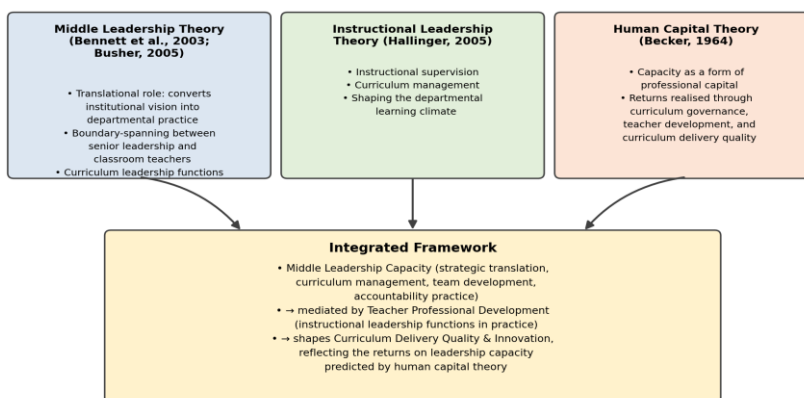 Middle Leadership Theory
(Bennett et al., 2003;
Busher, 2005)
• Translational role: converts
institutional vision into
departmental practice
• Boundary-spanning between
senior leadership and
classroom teachers
• Curriculum leadership functions
Instructional Leadership
Theory (Hallinger, 2005)
• Instructional supervision
• Curriculum management
• Shaping the departmental
learning climate
Human Capital Theory
(Becker, 1964)
• Capacity as a form of
professional capital
• Returns realised through
curriculum governance,
teacher development, and
curriculum delivery quality
Integrated Framework
• Middle Leadership Capacity (strategic translation,
curriculum management, team development,
accountability practice)
• → mediated by Teacher Professional Development
(instructional leadership functions in practice)
• → shapes Curriculum Delivery Quality & Innovation,
reflecting the returns on leadership capacity
predicted by human capital theory